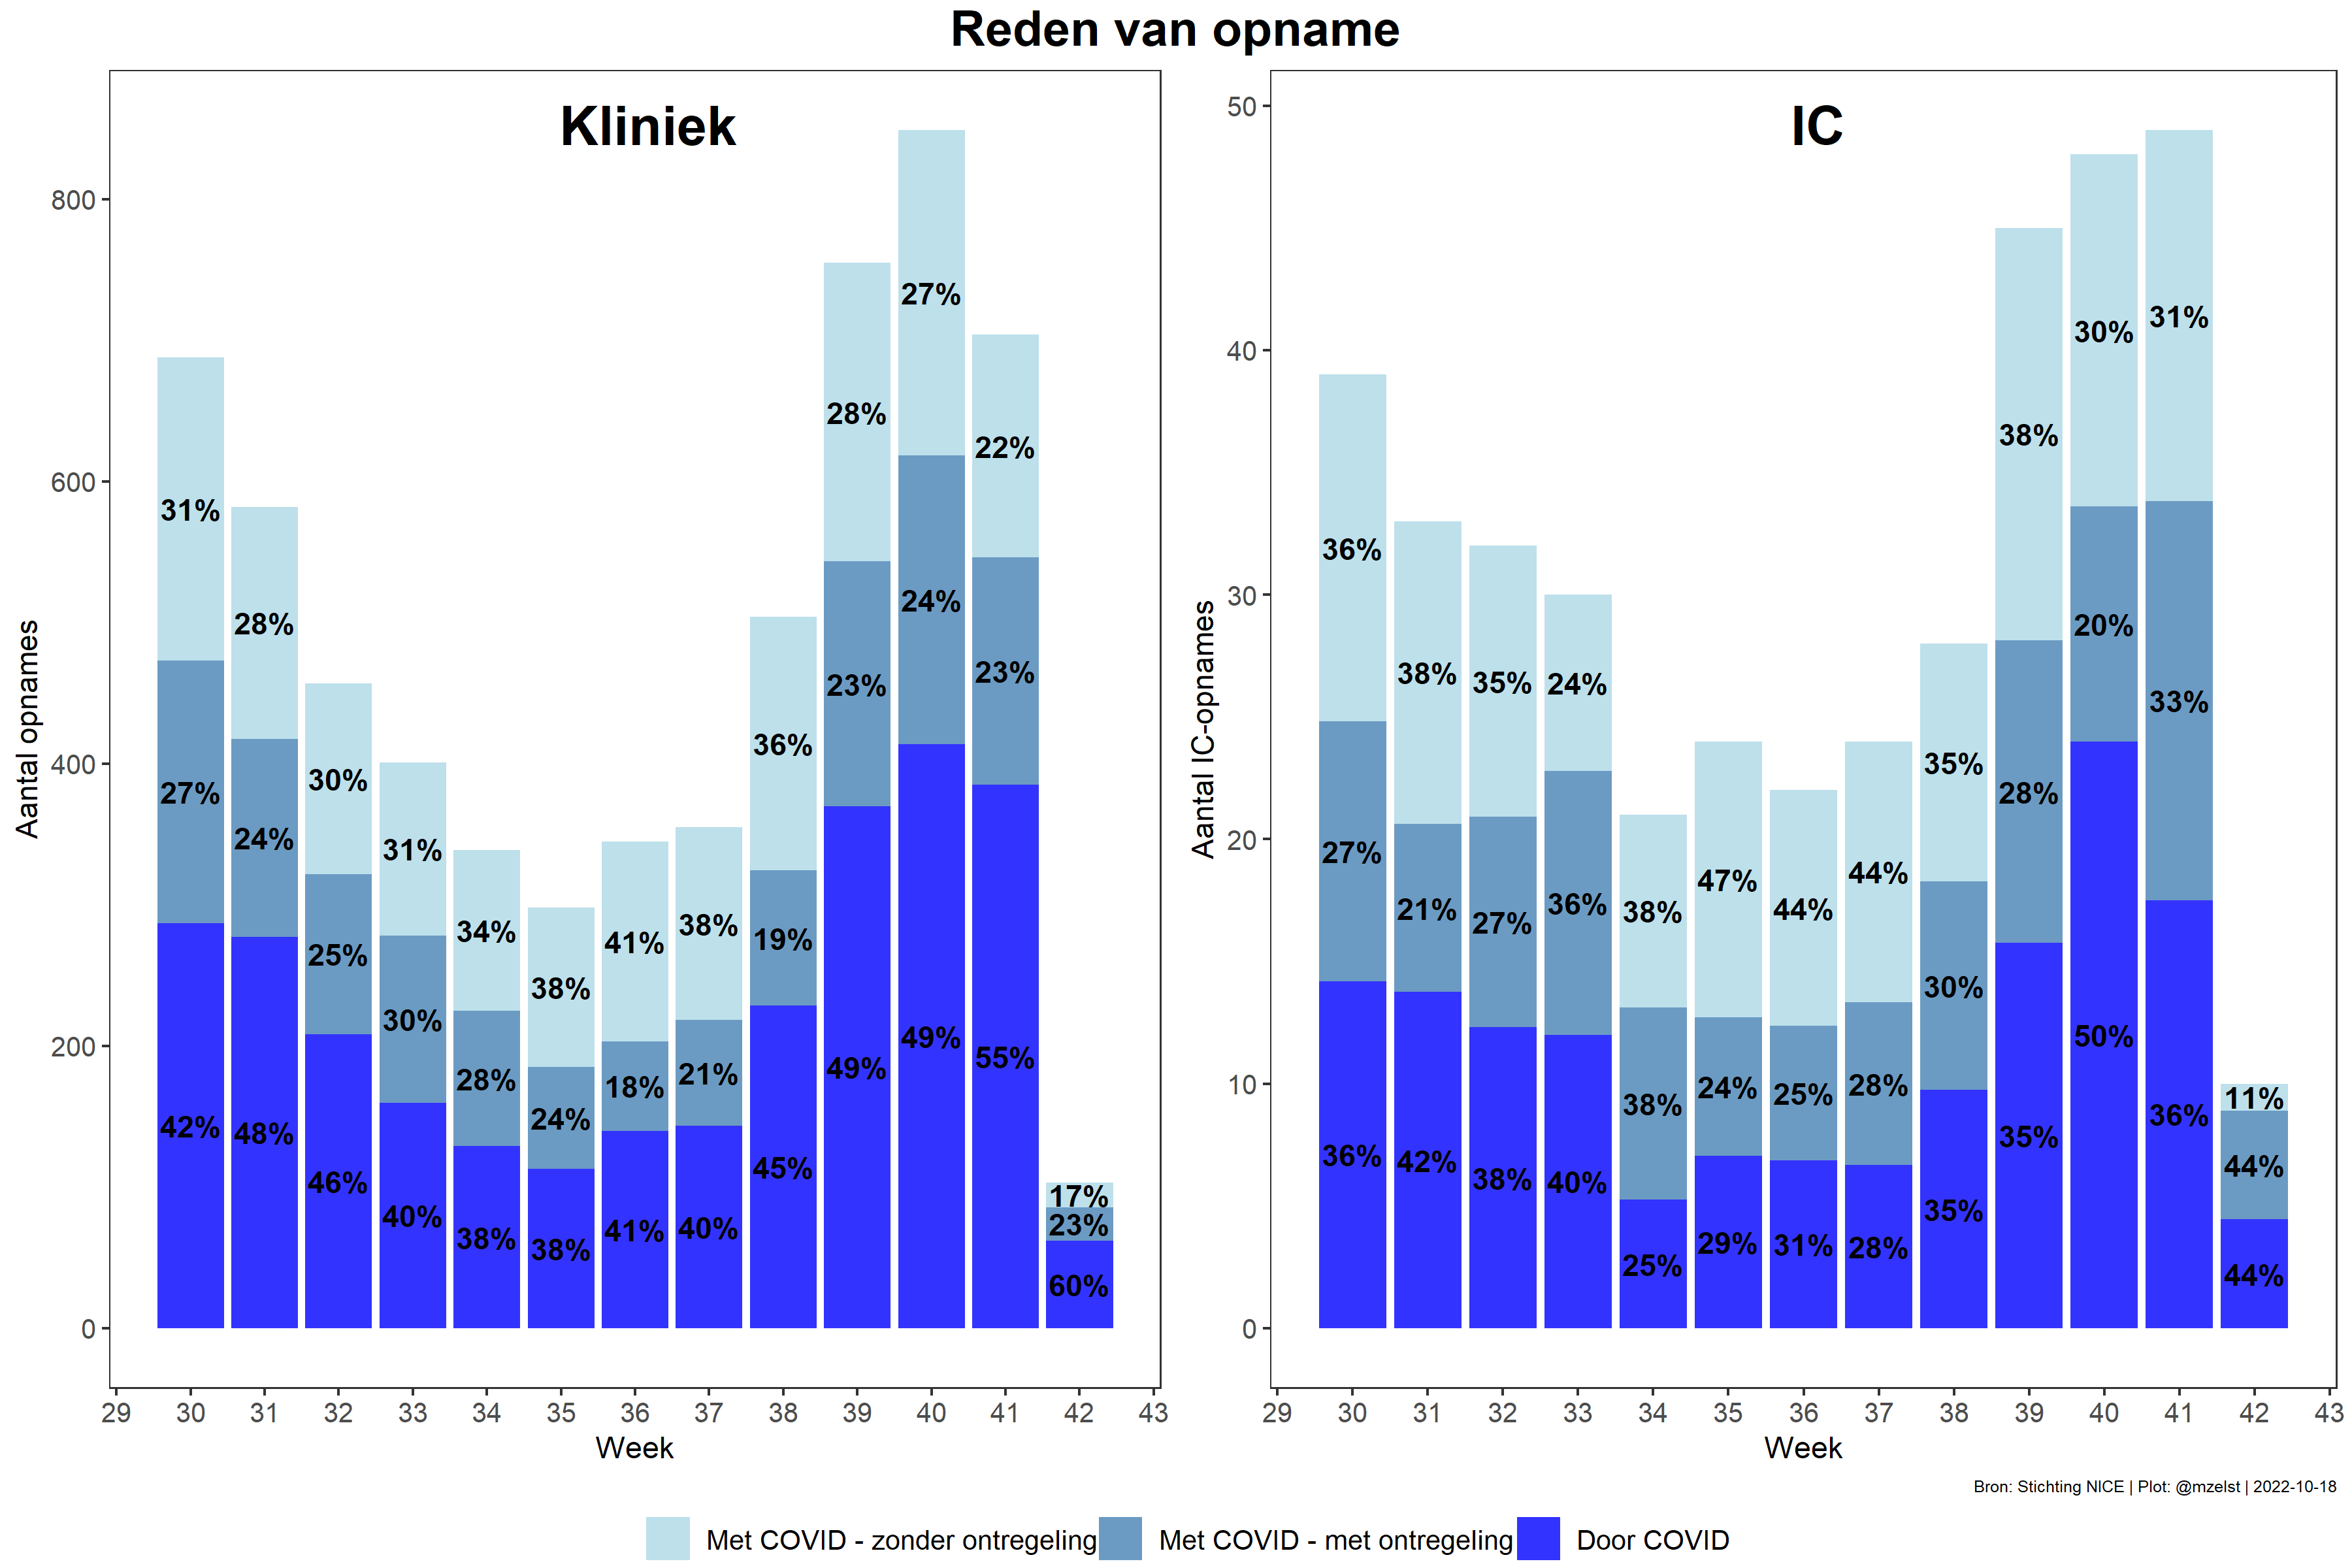 Reden van opname
Kliniek
Aantal opnames
800
600
400
200
0
31% 28% 30% 31% 34% 38% 41% 38% 36% 28% 27% 22% 17%
27% 24% 25% 30% 28% 24% 18% 21% 19% 23% 24% 23% 23%
42% 48% 46% 40% 38% 38% 41% 40% 45% 49% 49% 55% 60%
29 30 31 32 33 34 35 36 37 38 39 40 41 42 43
Week
IC
Aantal IC-opnames
50
40
30
20
10
0
36% 38% 35% 24% 38% 47% 44% 44% 35% 38% 30% 31% 11%
27% 21% 27% 36% 38% 24% 25% 28% 30% 28% 20% 33% 44%
36% 42% 38% 40% 25% 29% 31% 28% 35% 35% 50% 36% 44%
29 30 31 32 33 34 35 36 37 38 39 40 41 42 43
Week
Bron: Stichting NICE | Plot: @mzelst | 2022-10-18
Met COVID - zonder ontregeling Met COVID - met ontregeling Door COVID